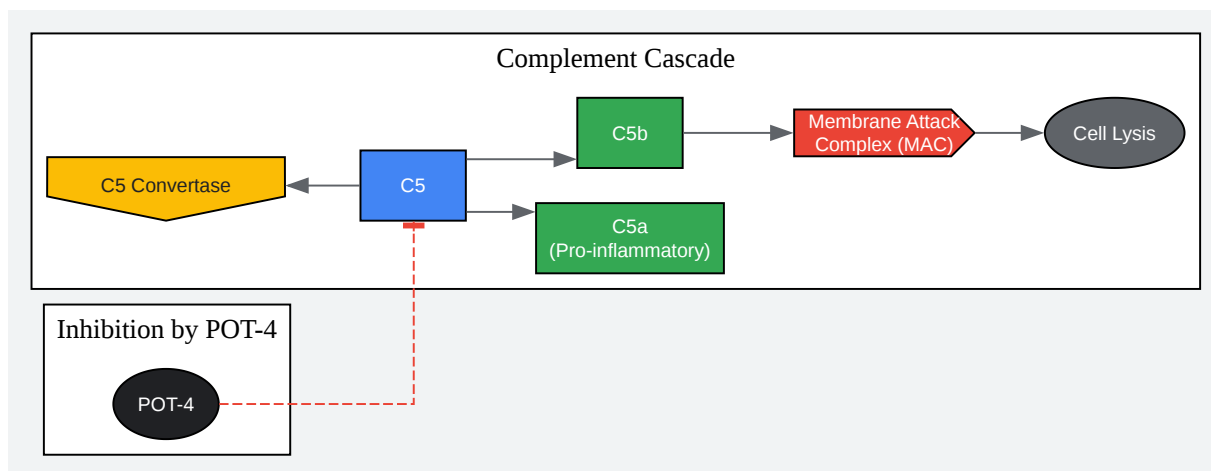 Complement Cascade
C5 Convertase
C5
C5b
C5a
(Pro-inflammatory)
Membrane Attack
Complex (MAC)
Cell Lysis
Inhibition by POT-4
POT-4